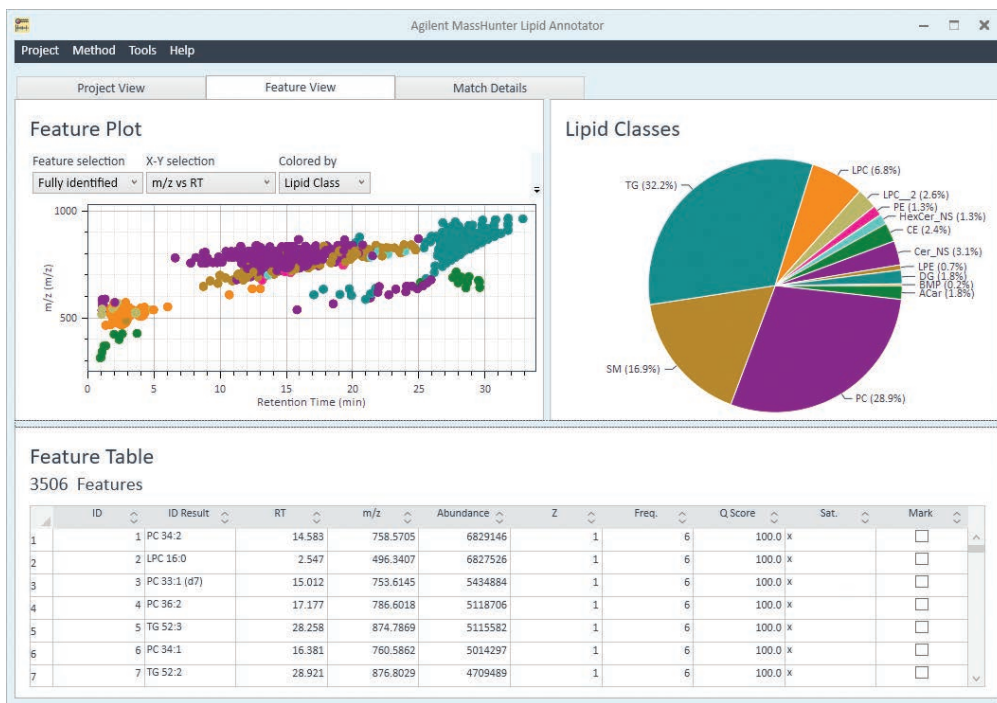 Agilent MassHunter Lipid Annotator
Project Method Tools Help
Project View Feature View Match Details
Feature Plot
Feature selection X-Y selection Colored by
Fully identified m/z vs RT Lipid Class
1000
500
m/z (m/z)
0 5 10 15 20 25 30
Retention Time (min)
Lipid Classes
TG (32.2%)
LPC (6.8%)
LPC__2 (2.6%)
PE (1.3%)
HexCer_NS (1.3%)
CE (2.4%)
Cer_NS (3.1%)
LPE (0.7%)
DG (1.8%)
BMP (0.2%)
ACar (1.8%)
SM (16.9%)
PC (28.9%)
Feature Table
3506 Features
ID ID Result RT m/z Abundance Z Freq. Q Score Sat. Mark
1 1 PC 34:2 14.583 758.5705 6829146 1 6 100.0 x
2 2 LPC 16:0 2.547 496.3407 6827526 1 6 100.0 x
3 3 PC 33:1 (d7) 15.012 753.6145 5434884 1 6 100.0 x
4 4 PC 36:2 17.177 786.6018 5118706 1 6 100.0 x
5 5 TG 52:3 28.258 874.7869 5115582 1 6 100.0 x
6 6 PC 34:1 16.381 760.5862 5014297 1 6 100.0 x
7 7 TG 52:2 28.921 876.8029 4709489 1 6 100.0 x